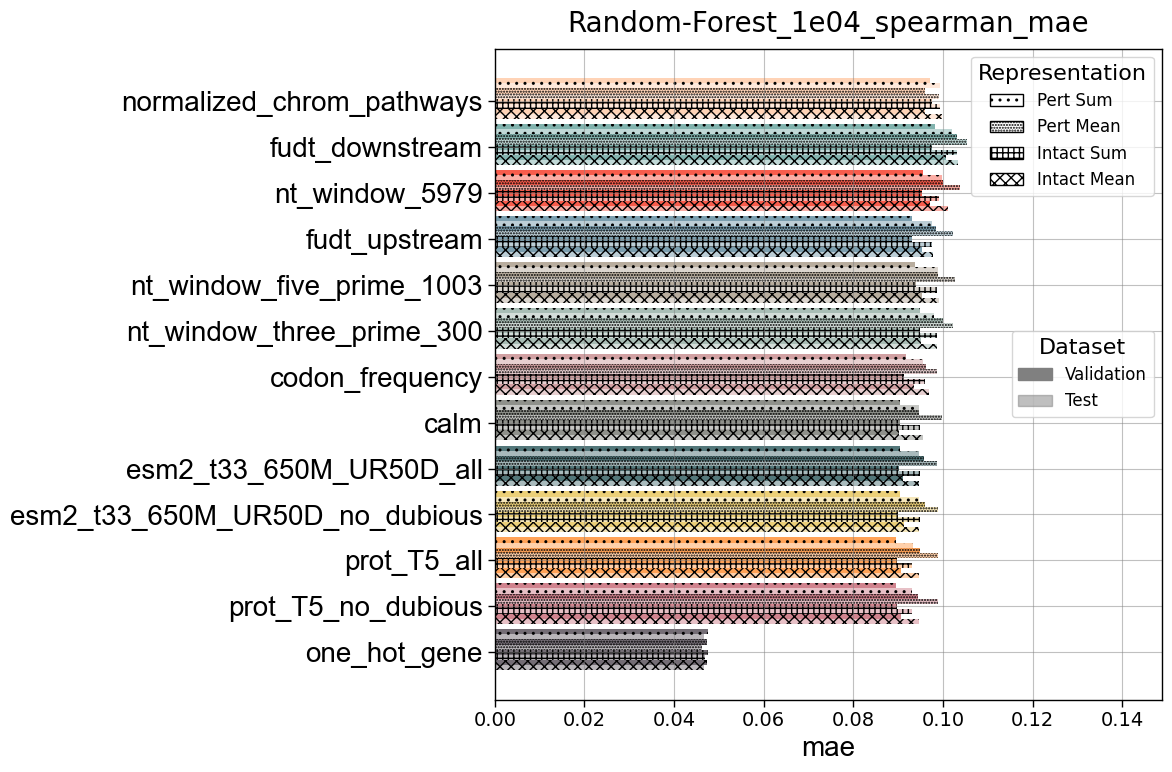 Random-Forest_1e04_spearman_mae
normalized_chrom_pathways
fudt_downstream
nt_window_5979
fudt_upstream
nt_window_five_prime_1003
nt_window_three_prime_300
codon_frequency
calm
esm2_t33_650M_UR50D_all
esm2_t33_650M_UR50D_no_dubious
prot_T5_all
prot_T5_no_dubious
one_hot_gene
Representation
Pert Sum
Pert Mean
Intact Sum
Intact Mean
Dataset
Validation
Test
0.00 0.02 0.04 0.06 0.08 0.10 0.12 0.14
mae